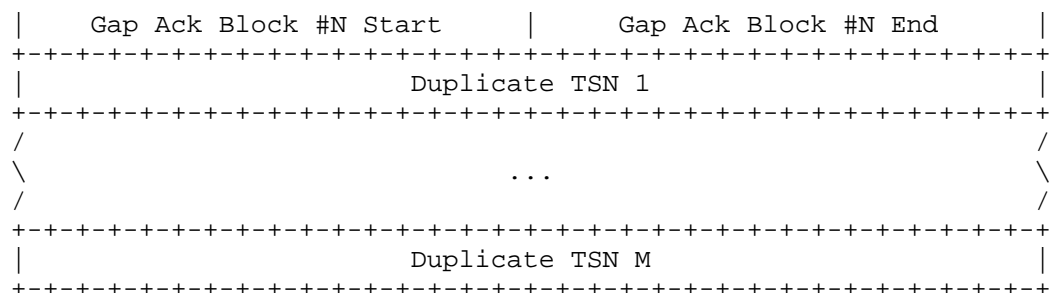 |    Gap Ack Block #N Start     |     Gap Ack Block #N End      |
+-+-+-+-+-+-+-+-+-+-+-+-+-+-+-+-+-+-+-+-+-+-+-+-+-+-+-+-+-+-+-+-+
|                        Duplicate TSN 1                        |
+-+-+-+-+-+-+-+-+-+-+-+-+-+-+-+-+-+-+-+-+-+-+-+-+-+-+-+-+-+-+-+-+
/                                                               /
\                              ...                              \
/                                                               /
+-+-+-+-+-+-+-+-+-+-+-+-+-+-+-+-+-+-+-+-+-+-+-+-+-+-+-+-+-+-+-+-+
|                        Duplicate TSN M                        |
+-+-+-+-+-+-+-+-+-+-+-+-+-+-+-+-+-+-+-+-+-+-+-+-+-+-+-+-+-+-+-+-+